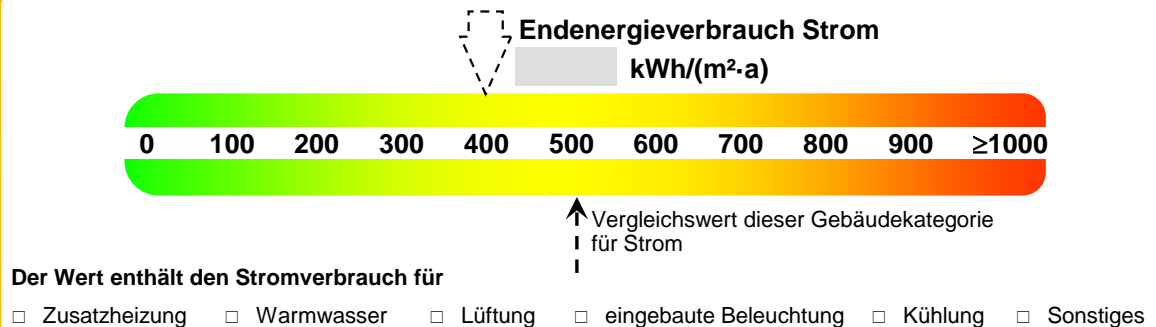 Endenergieverbrauch Strom
kWh/(m²·a)
0 100 200 300 400 500 600 700 800 900 ≥1000
Vergleichswert dieser Gebäudekategorie
für Strom
Der Wert enthält den Stromverbrauch für
□ Zusatzheizung □ Warmwasser □ Lüftung □ eingebaute Beleuchtung □ Kühlung □ Sonstiges